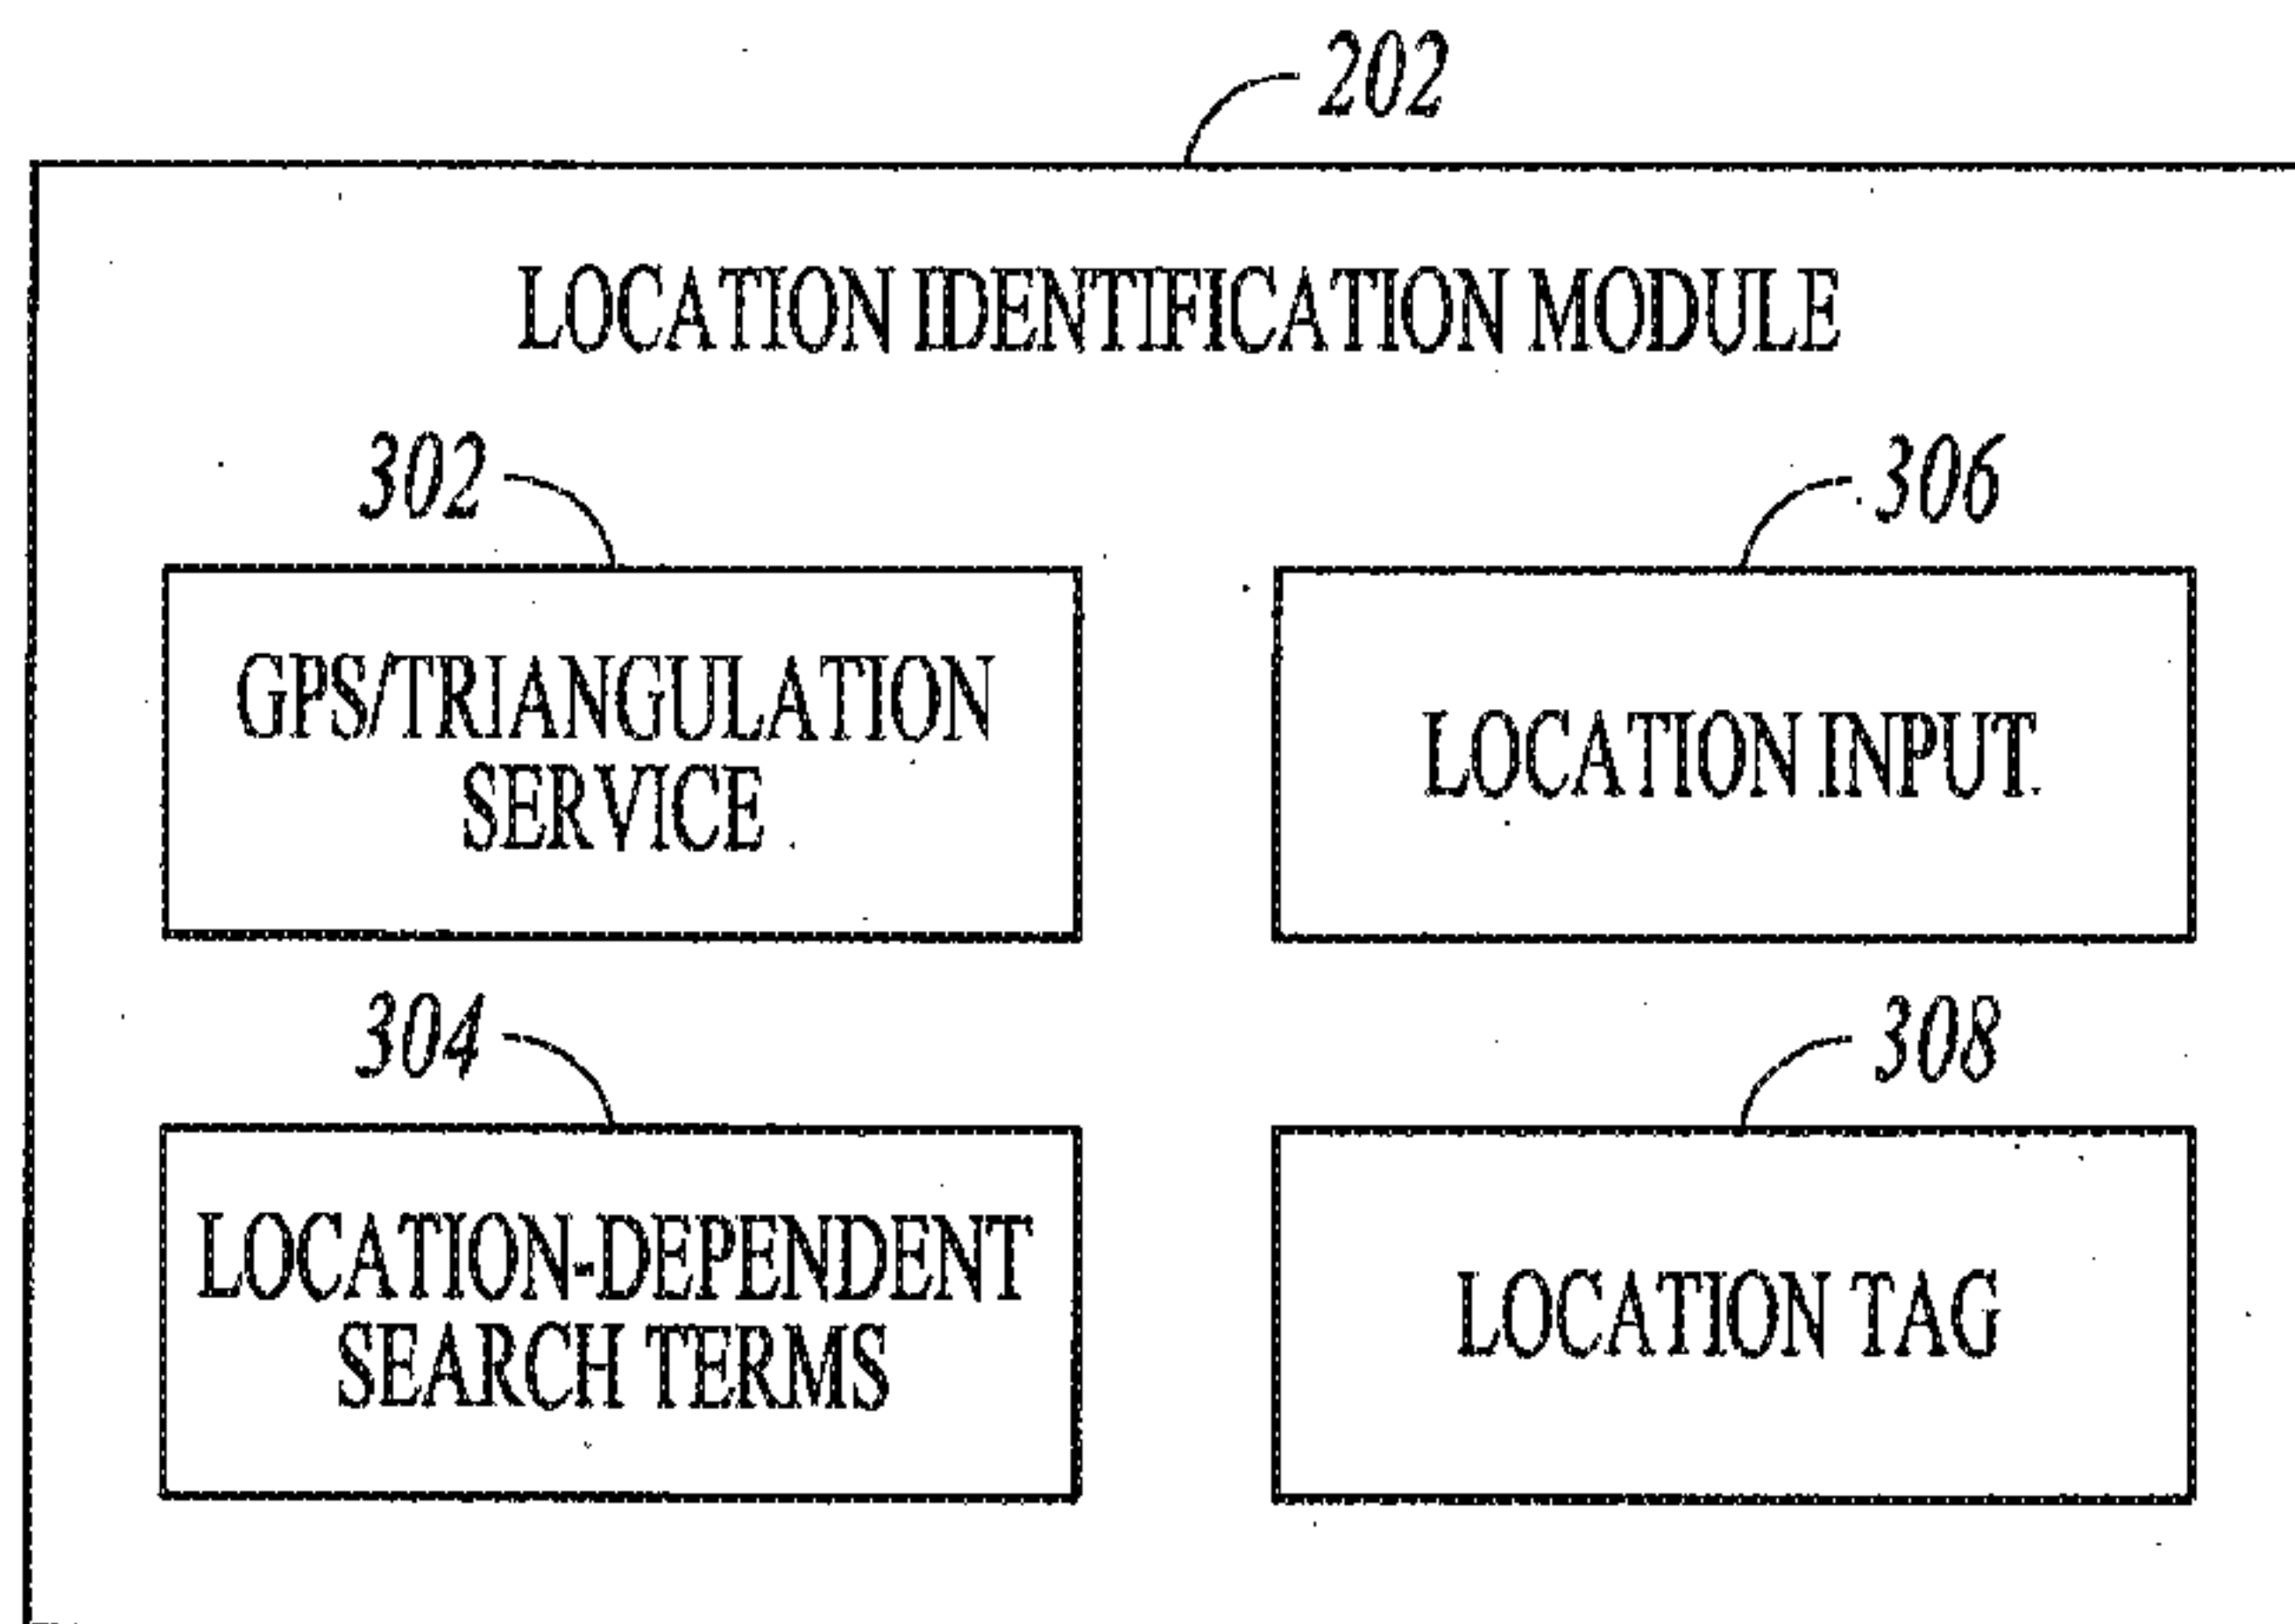 202
LOCATION IDENTIFICATION MODULE
302
306
GPS/TRIANGULATION
SERVICE
LOCATION INPUT
304
308
LOCATION-DEPENDENT
SEARCH TERMS
LOCATION TAG